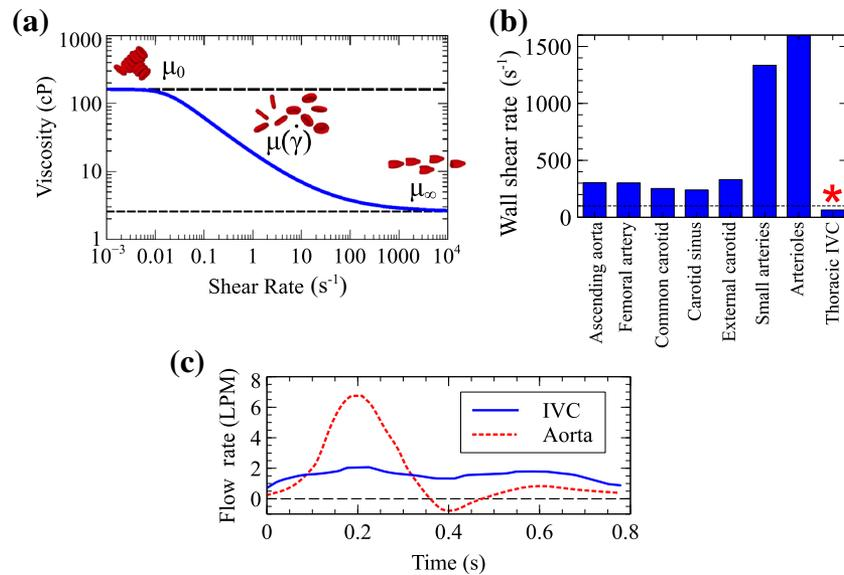 (a)
1000
100
10
1
Viscosity (cP)
μ₀
μ(γ̇)
μ∞
10⁻³
0.01
0.1
1
10
100
1000
10⁴
Shear Rate (s⁻¹)
(b)
1500
1000
500
0
Wall shear rate (s⁻¹)
*
Ascending aorta
Femoral artery
Common carotid
Carotid sinus
External carotid
Small arteries
Arterioles
Thoracic IVC
(c)
8
6
4
2
0
Flow rate (LPM)
IVC
Aorta
0
0.2
0.4
0.6
0.8
Time (s)